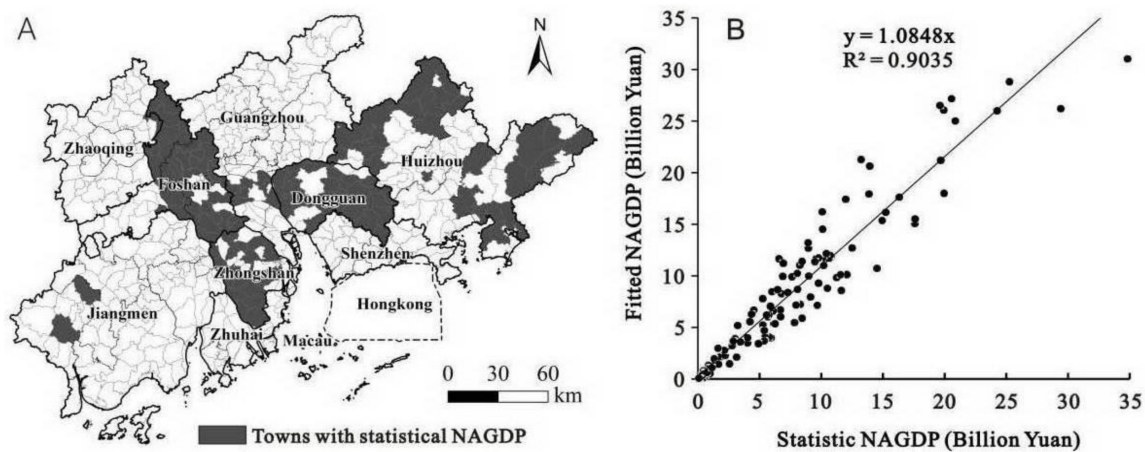 A
N
Guangzhou
Zhaoqing
Huizhou
Foshan
Dongguan
Shenzhen
Zhongshan
Hongkong
Jiangmen
Zhuhai
Macau
0 30 60
km
Towns with statistical NAGDP
B
y = 1.0848x
R² = 0.9035
Fitted NAGDP (Billion Yuan)
35
30
25
20
15
10
5
0
0 5 10 15 20 25 30 35
Statistic NAGDP (Billion Yuan)